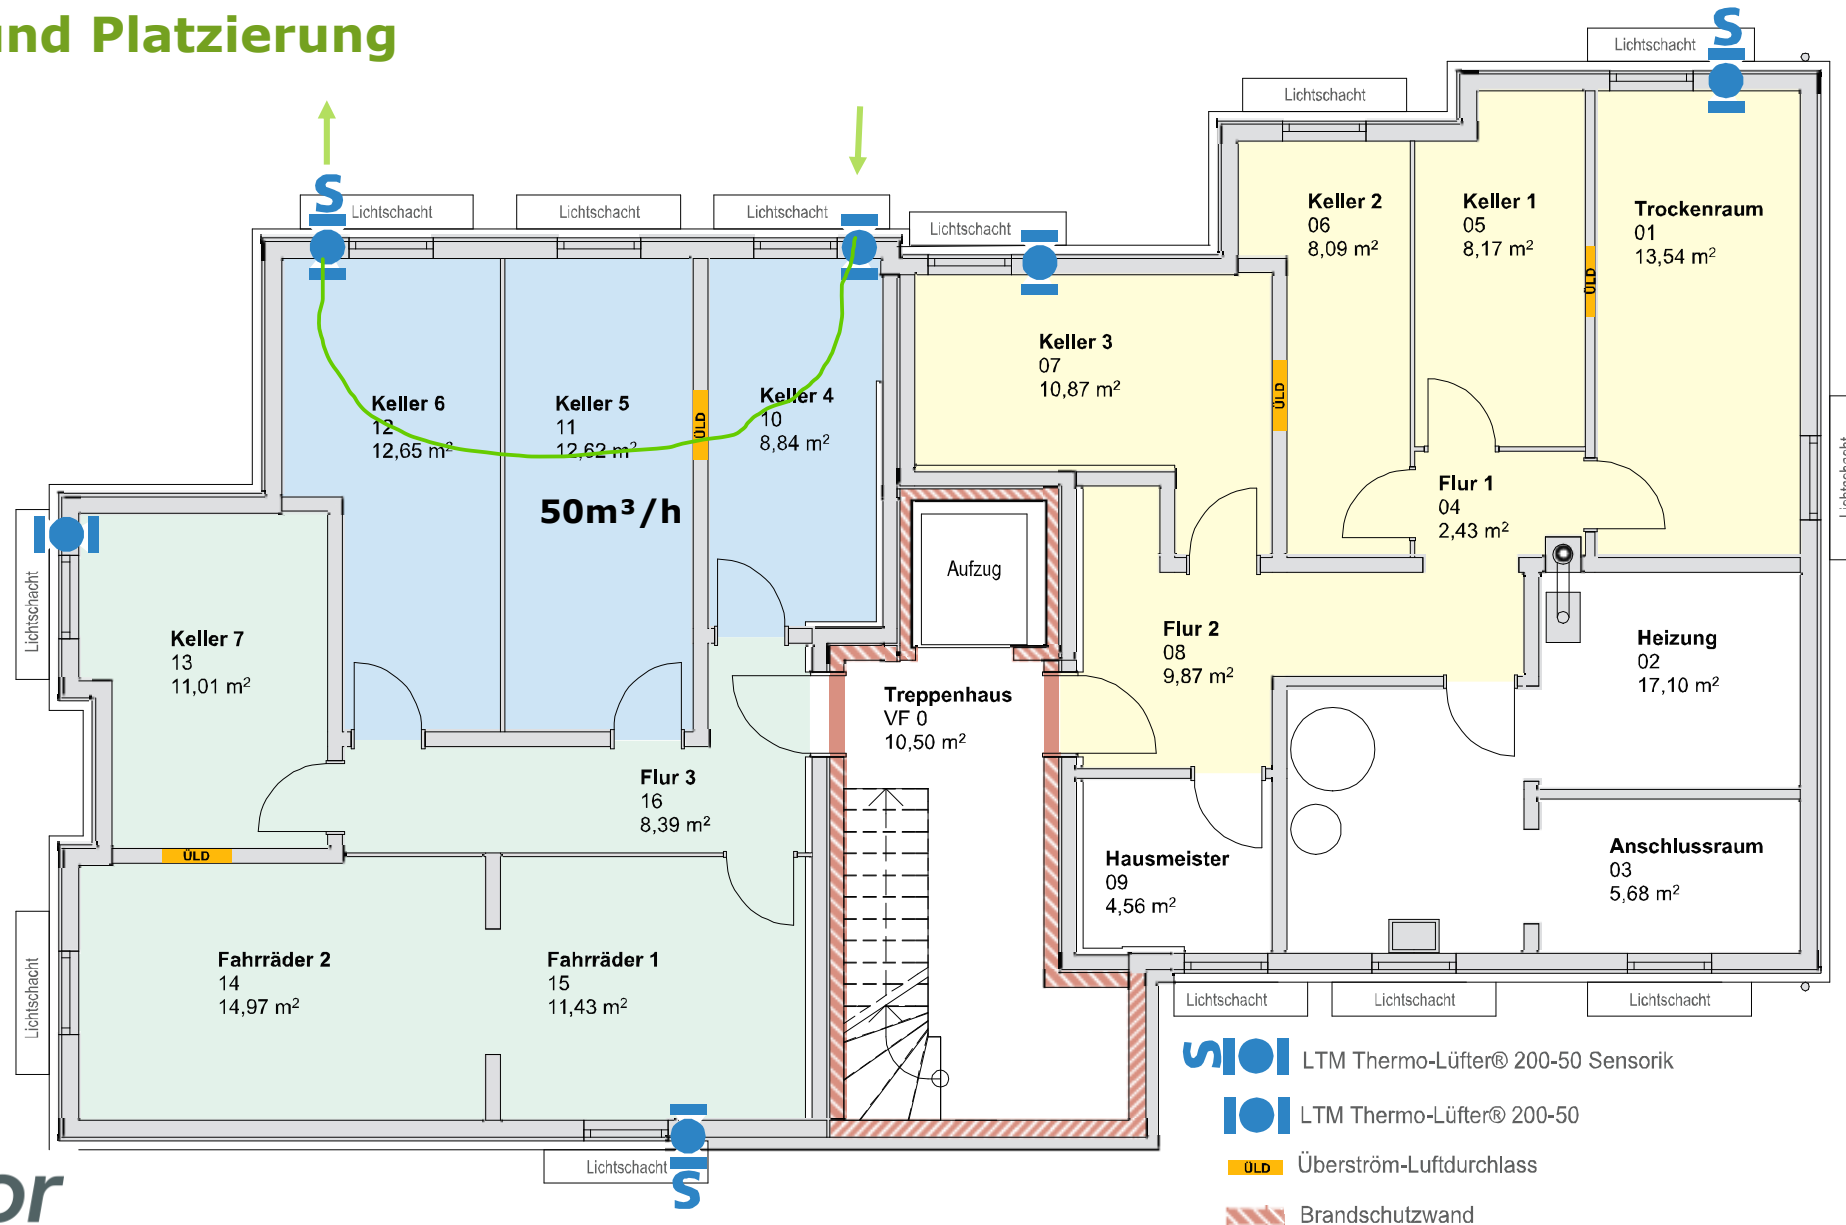 und Platzierung
Lichtschacht
S
Lichtschacht
S
Lichtschacht
Lichtschacht
Lichtschacht
Lichtschacht
Keller 2
06
8,09 m²
Keller 1
05
8,17 m²
Trockenraum
01
13,54 m²
ÜLD
Keller 3
07
10,87 m²
ÜLD
Keller 6
12
12,65 m²
Keller 5
11
12,62 m²
ÜLD
Keller 4
10
8,84 m²
Lichtschacht
50m³/h
Flur 1
04
2,43 m²
Aufzug
Lichtschacht
Keller 7
13
11,01 m²
Flur 2
08
9,87 m²
Heizung
02
17,10 m²
Treppenhaus
VF 0
10,50 m²
Flur 3
16
8,39 m²
ÜLD
Hausmeister
09
4,56 m²
Anschlussraum
03
5,68 m²
Lichtschacht
Fahrräder 2
14
14,97 m²
Fahrräder 1
15
11,43 m²
Lichtschacht
Lichtschacht
Lichtschacht
Lichtschacht
S
S LTM Thermo-Lüfter® 200-50 Sensorik
LTM Thermo-Lüfter® 200-50
ÜLD Überström-Luftdurchlass
Brandschutzwand
or